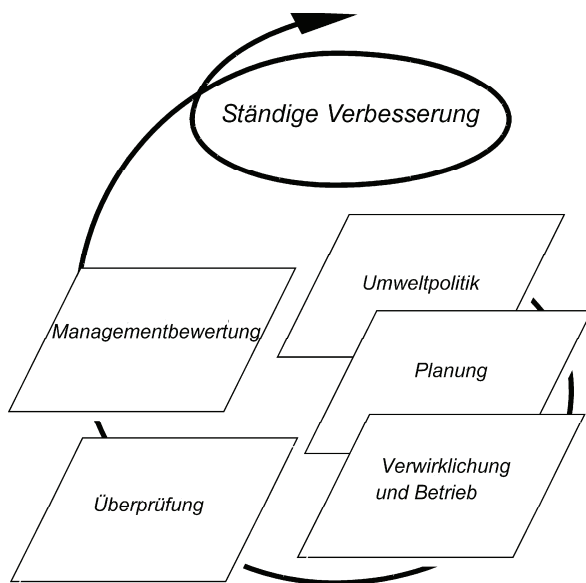 Ständige Verbesserung
Umweltpolitik
Managementbewertung
Planung
Verwirklichung
und Betrieb
Überprüfung